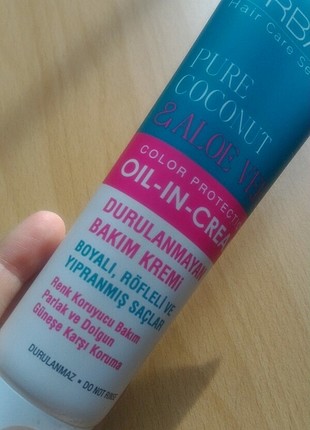 Hair Care Se
PURE
COCONUT
& ALOE VE
COLOR PROTECT
OIL-IN-CREA
DURULANMAYAN
BAKIM KREMİ
BOYALI, RÖFLELİ VE
YIPRANMIŞ SAÇLAR
Renk Koruyucu Bakım
Parlak ve Dolgun
Güneşe Karşı Koruma
DURULANMAZ • DO NOT RINSE